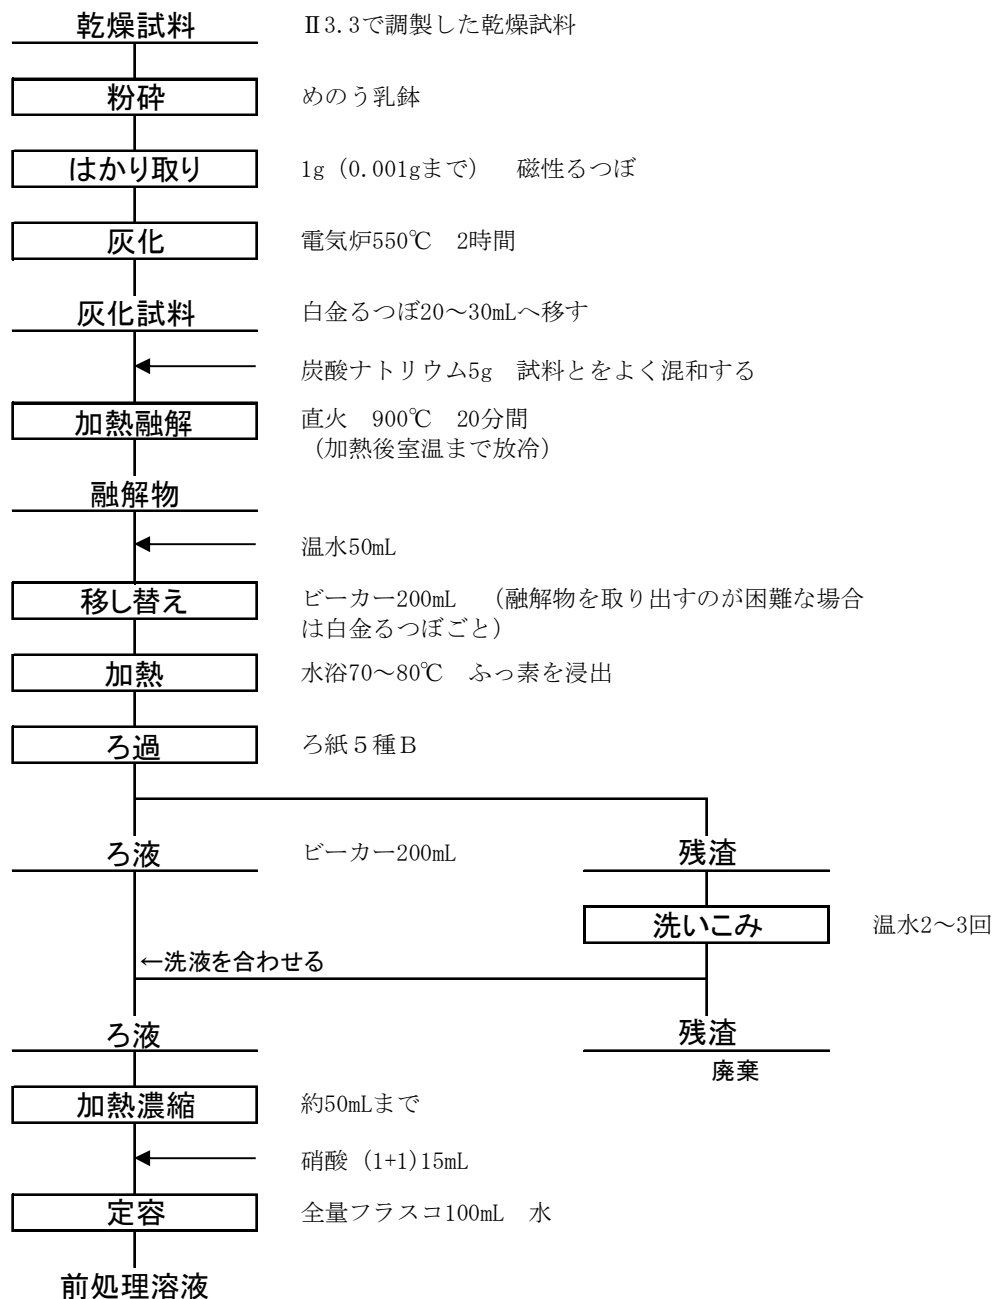 乾燥試料 Ⅱ3.3で調製した乾燥試料
粉砕 めのう乳鉢
はかり取り 1g（0.001gまで） 磁性るつぼ
灰化 電気炉550℃ 2時間
灰化試料 白金るつぼ20～30mLへ移す
炭酸ナトリウム5g 試料とをよく混和する
加熱融解 直火 900℃ 20分間
（加熱後室温まで放冷）
融解物
温水50mL
移し替え ビーカー200mL （融解物を取り出すのが困難な場合
は白金るつぼごと）
加熱 水浴70～80℃ ふっ素を浸出
ろ過 ろ紙５種Ｂ
ろ液 ビーカー200mL 残渣
洗いこみ 温水2～3回
←洗液を合わせる
ろ液 残渣
廃棄
加熱濃縮 約50mLまで
硝酸（1+1)15mL
定容 全量フラスコ100mL 水
前処理溶液